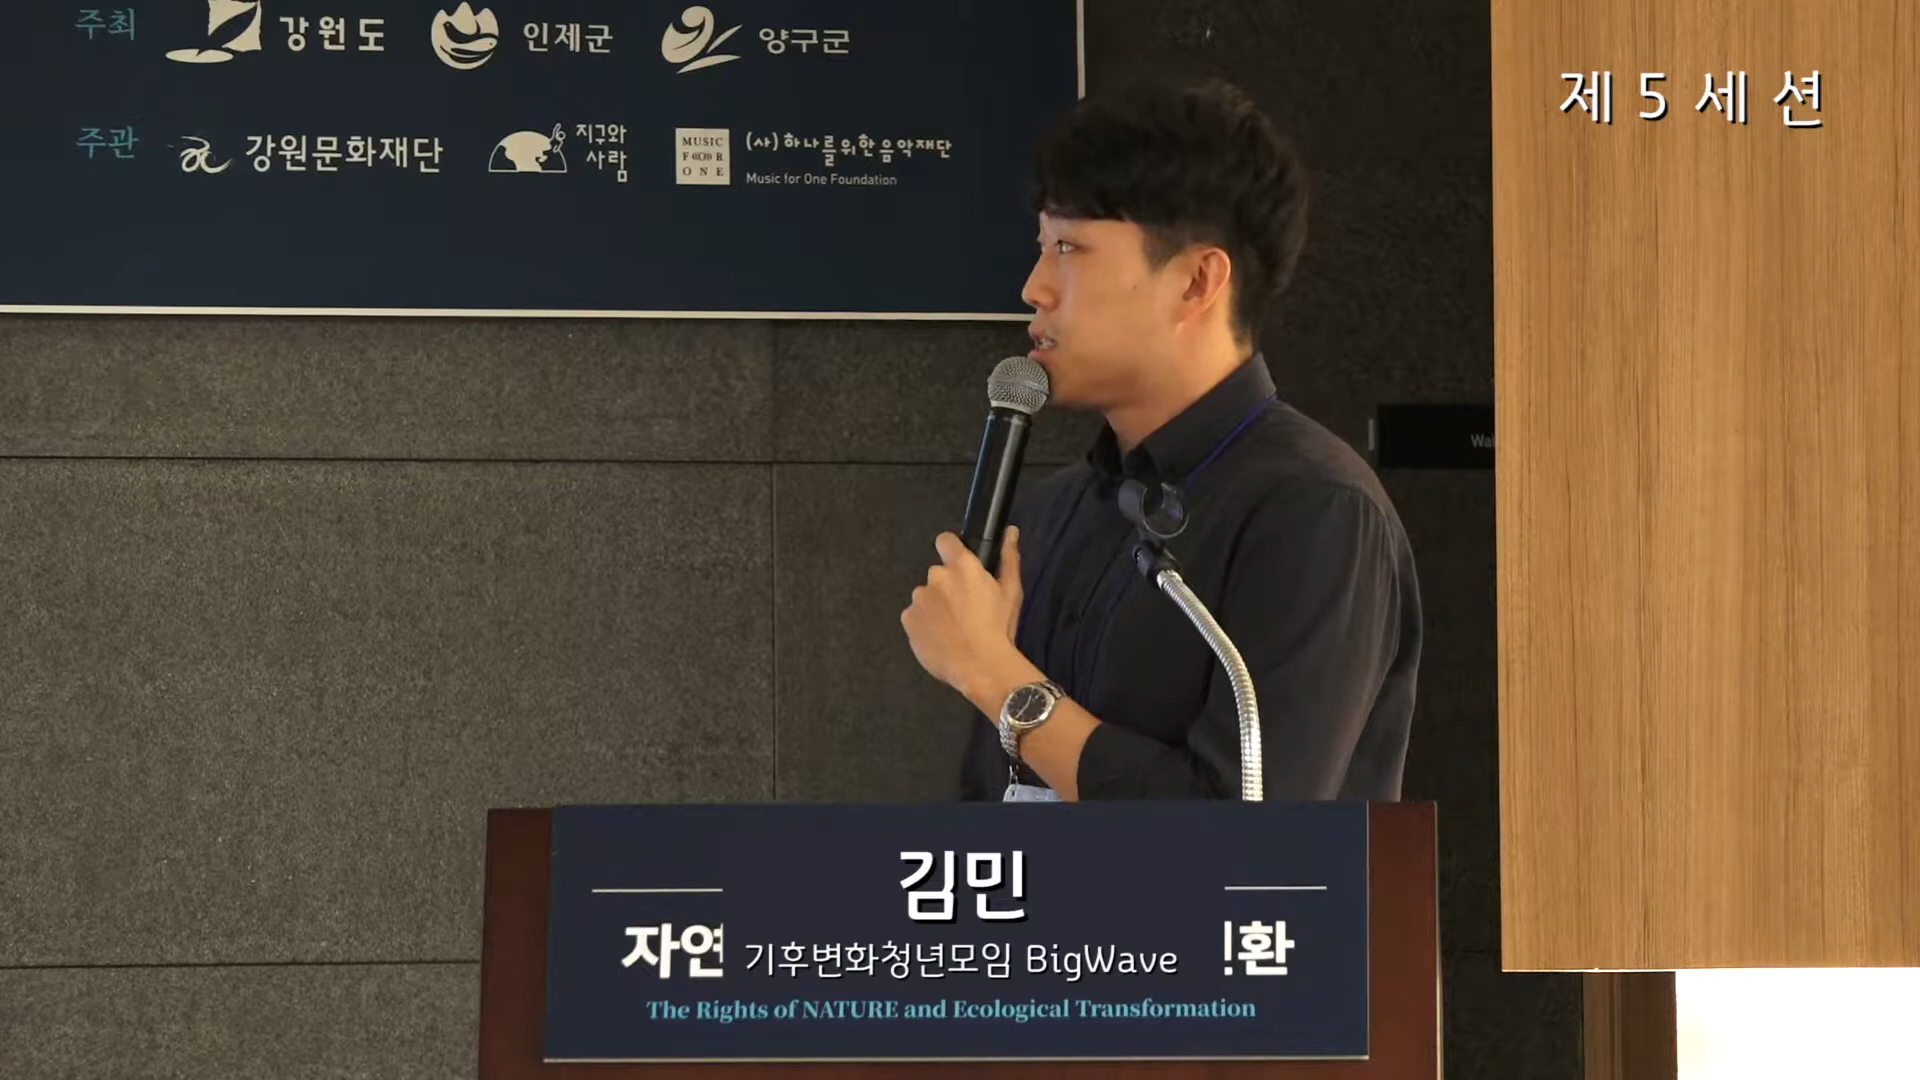 주최 강원도 인제군 양구군
제 5 세 션
주관 강원문화재단 지구와 사람 MUSIC FOR ONE (사)하나를위한음악재단
Music for One Foundation
김민
자연
기후변화청년모임 BigWave
환
The Rights of NATURE and Ecological Transformation